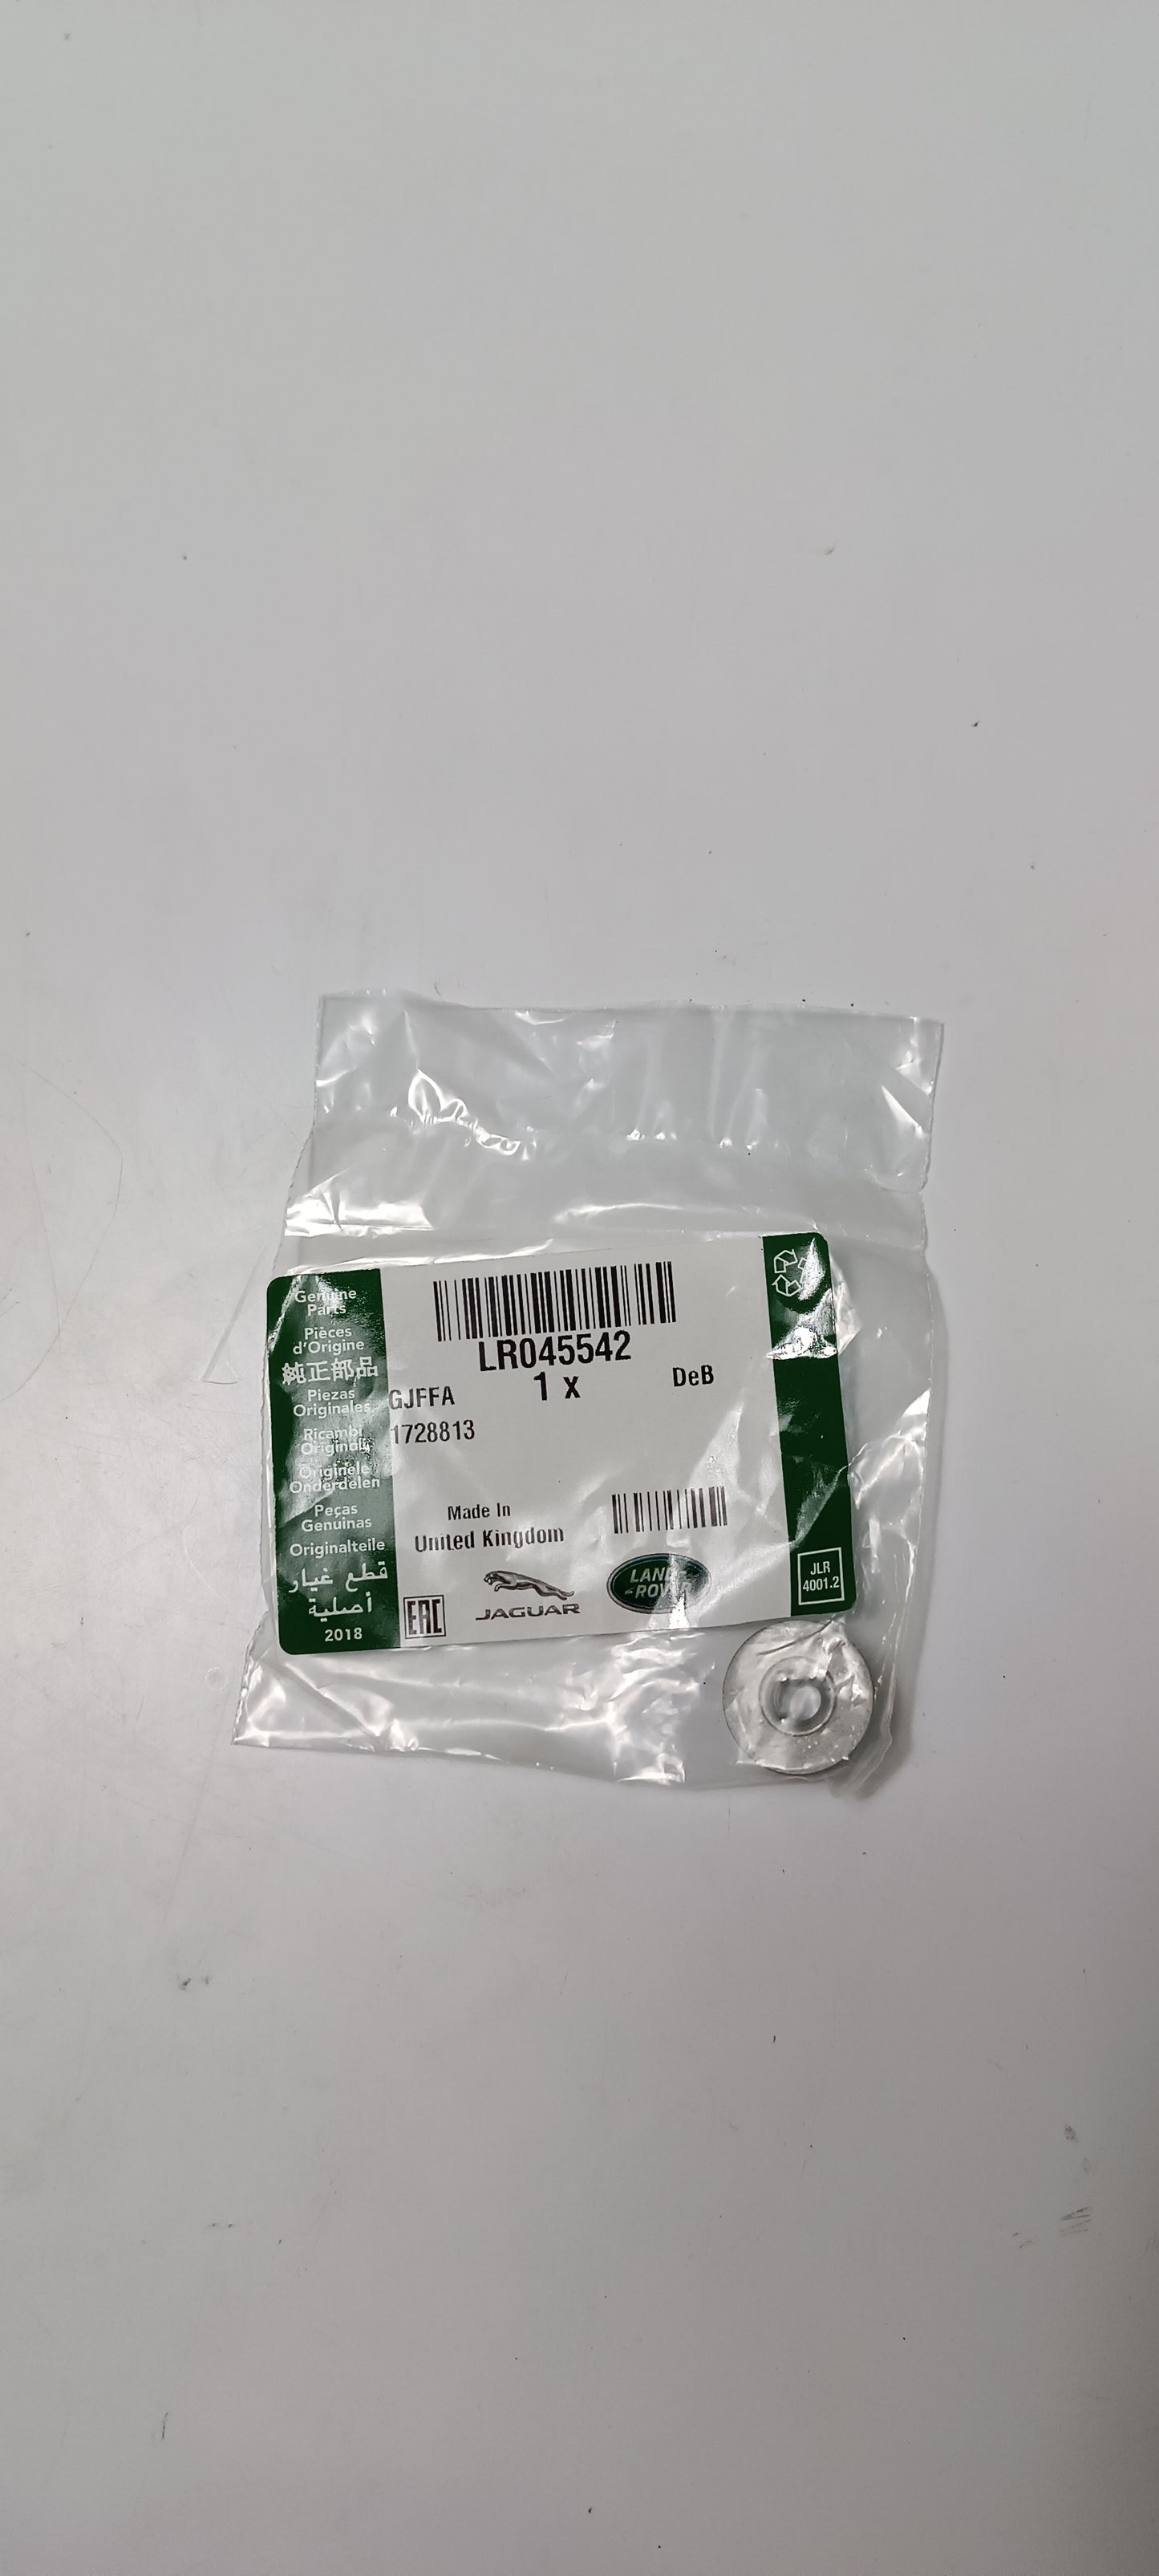 Genuine
Parts
Pièces
d'Origine
純正部品
Piezas
Originales
Ricambi
Originali
Originele
Onderdelen
Peças
Genuinas
Originalteile
قطع غيار
أصلية
2018
LR045542
1 x
DeB
GJFFA
1728813
Made In
United Kingdom
EAC
JAGUAR
LAND-
-ROVER
JLR
4001.2